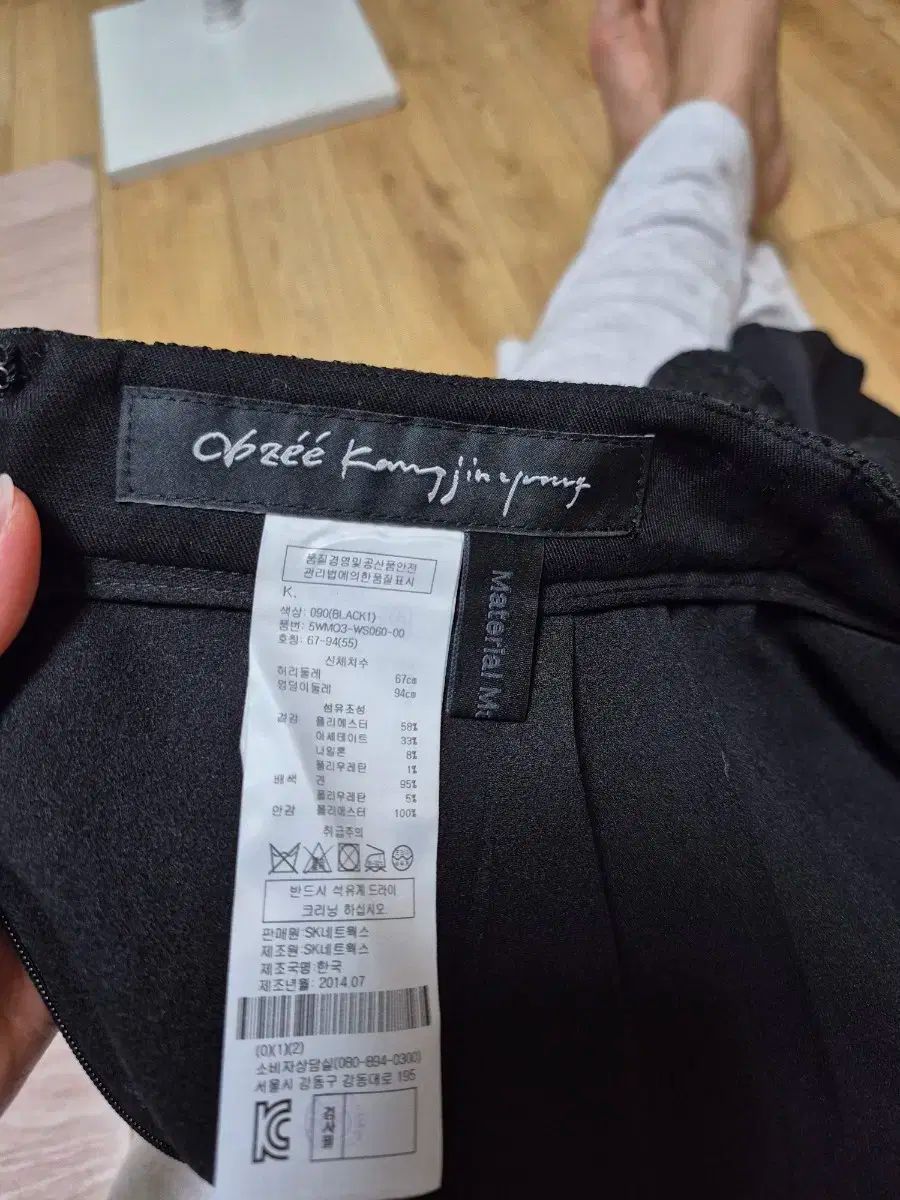 Obzéé Kangjinyoung
품질경영및공산품안전
관리법에의한품질표시
K、
색상: 090(BLACK1)
품번: 5WMO3-WS060-00
호칭: 67-94(55)
신체치수
허리둘레 67㎝
엉덩이둘레 94㎝
섬유조성
겉감 폴리에스터 58%
아세테이트 33%
나일론 8%
폴리우레탄 1%
배색 견 95%
폴리우레탄 5%
안감 폴리에스터 100%
취급주의
반드시 석유계 드라이
크리닝 하십시오
판매원:SK네트웍스
제조원:SK네트웍스
제조국명:한국
제조년월:2014.07
(0)(1)(2)
소비자상담실(080-894-0300)
서울시 강동구 강동대로 195
KC
검사필
Material